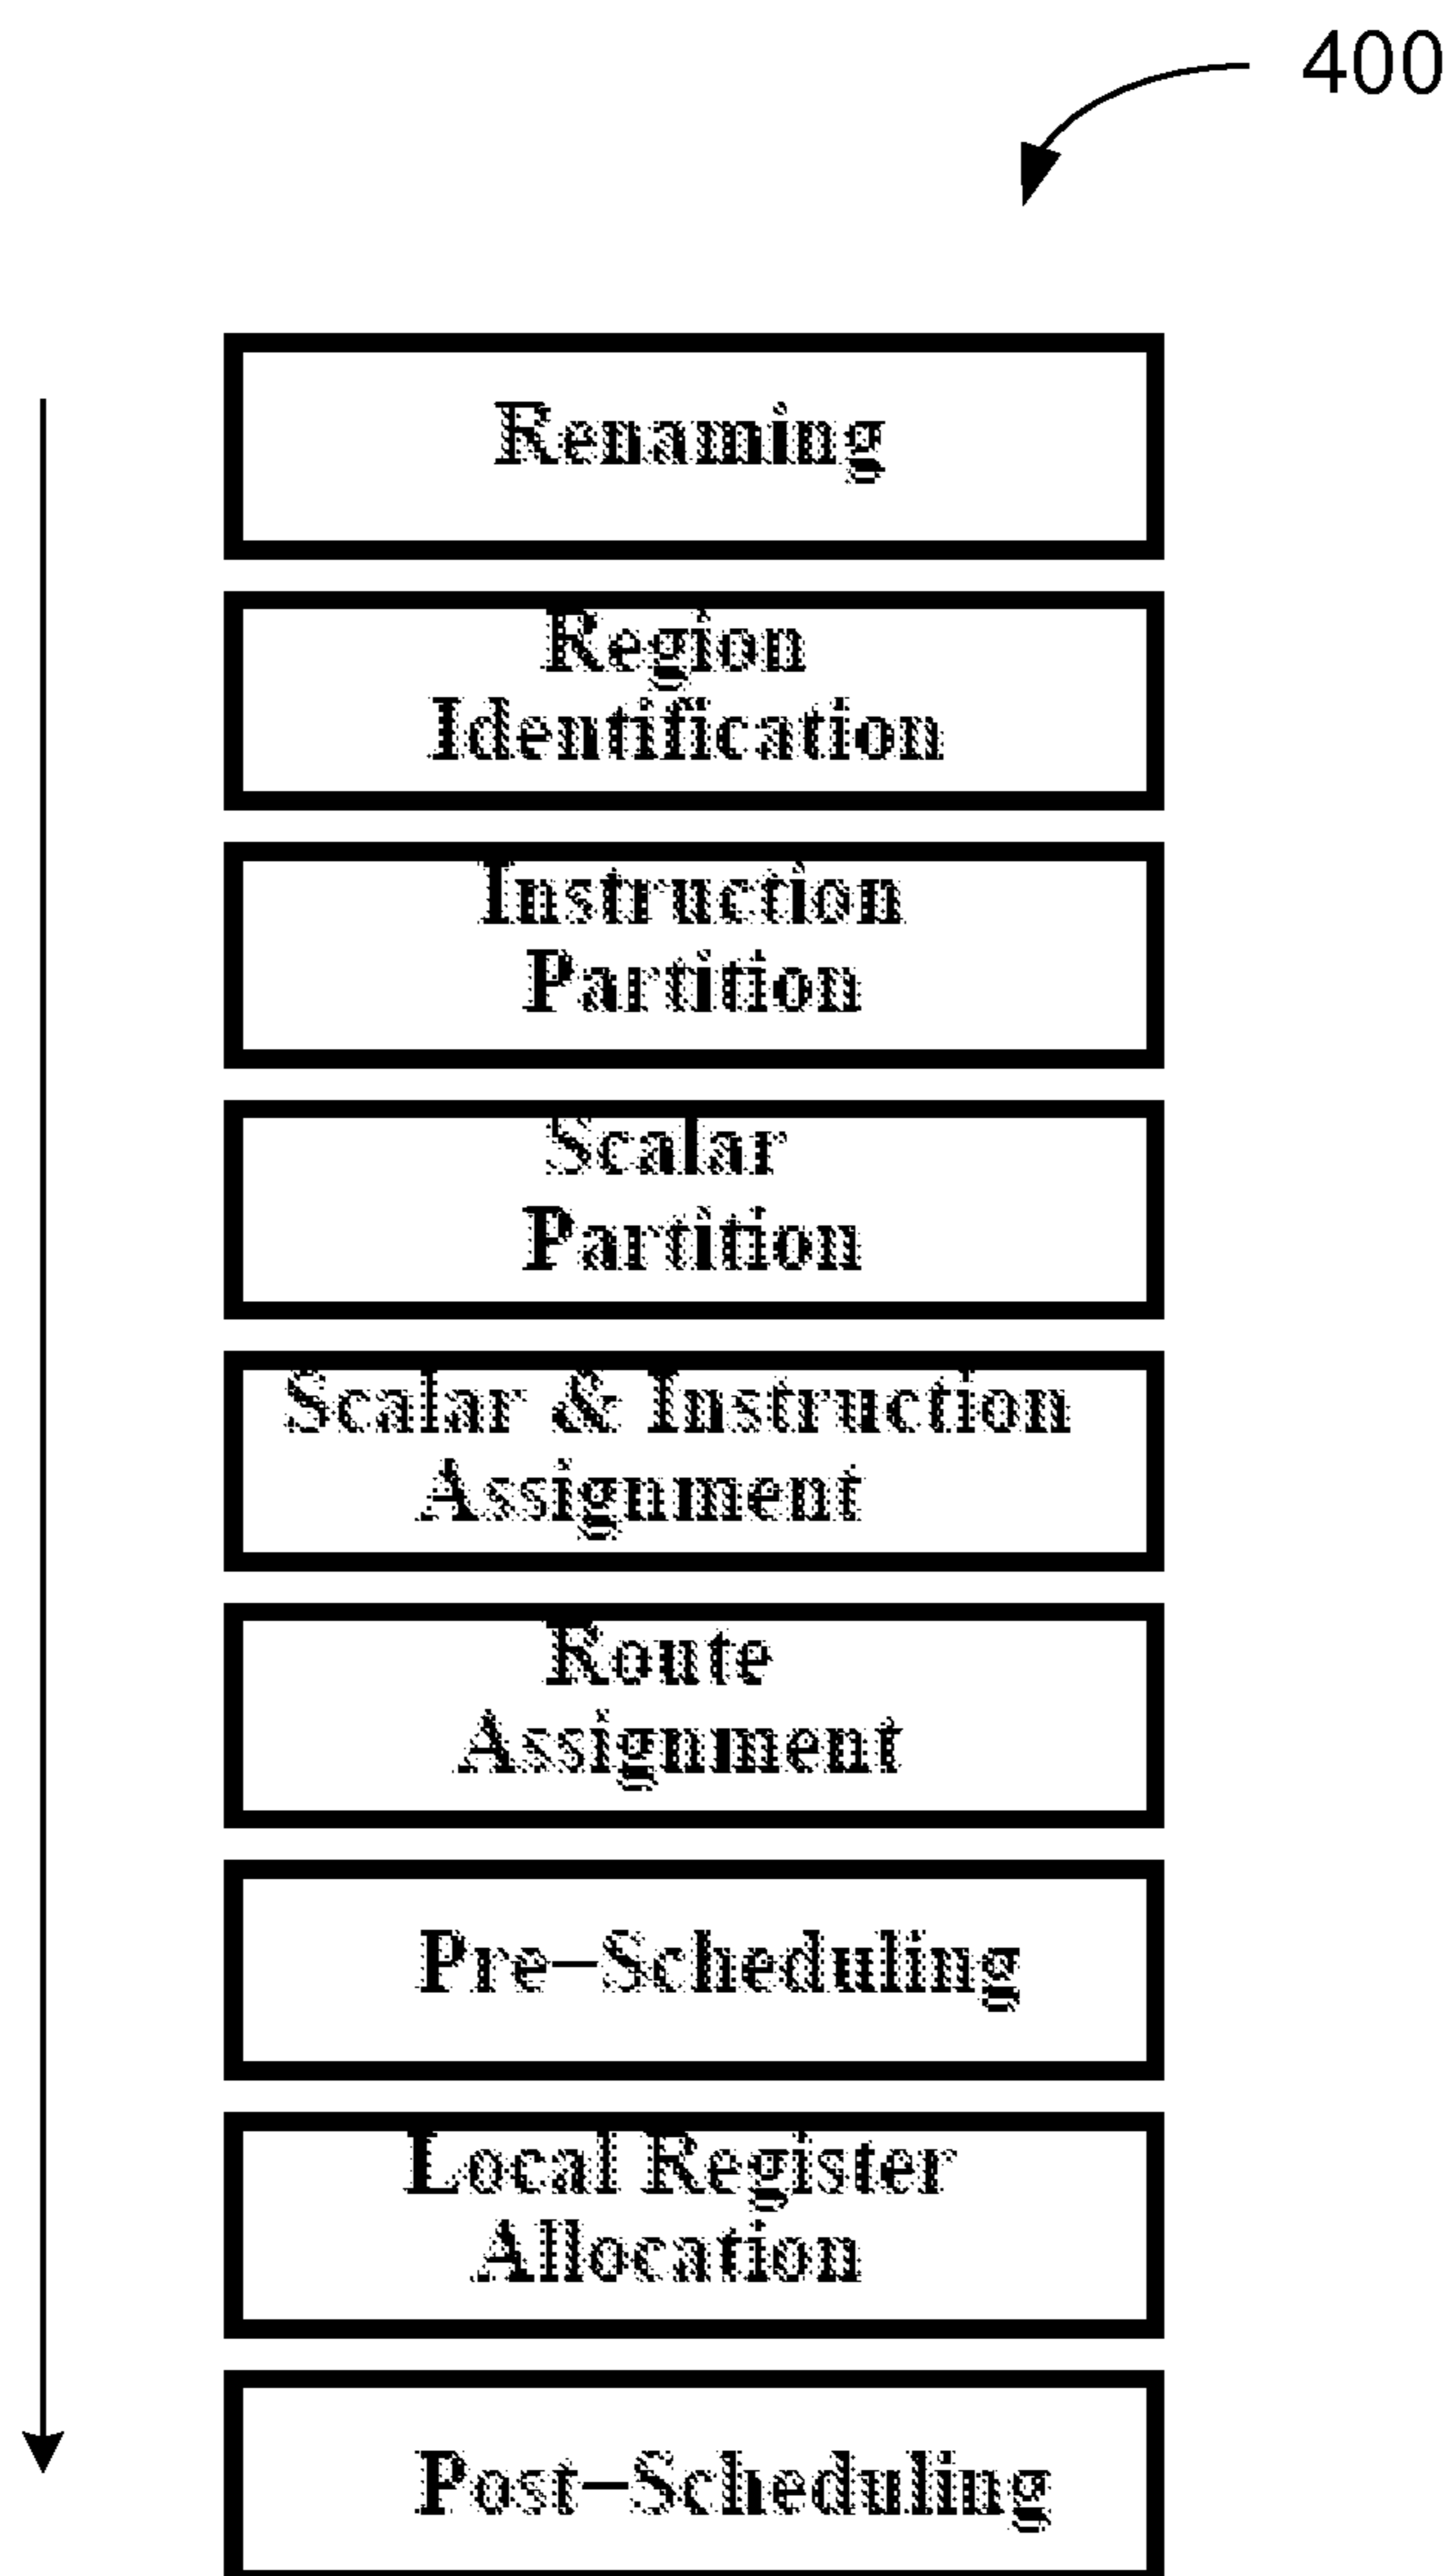 400
Renaming
Region
Identification
Instruction
Partition
Scalar
Partition
Scalar & Instruction
Assignment
Route
Assignment
Pre–Scheduling
Local Register
Allocation
Post–Scheduling